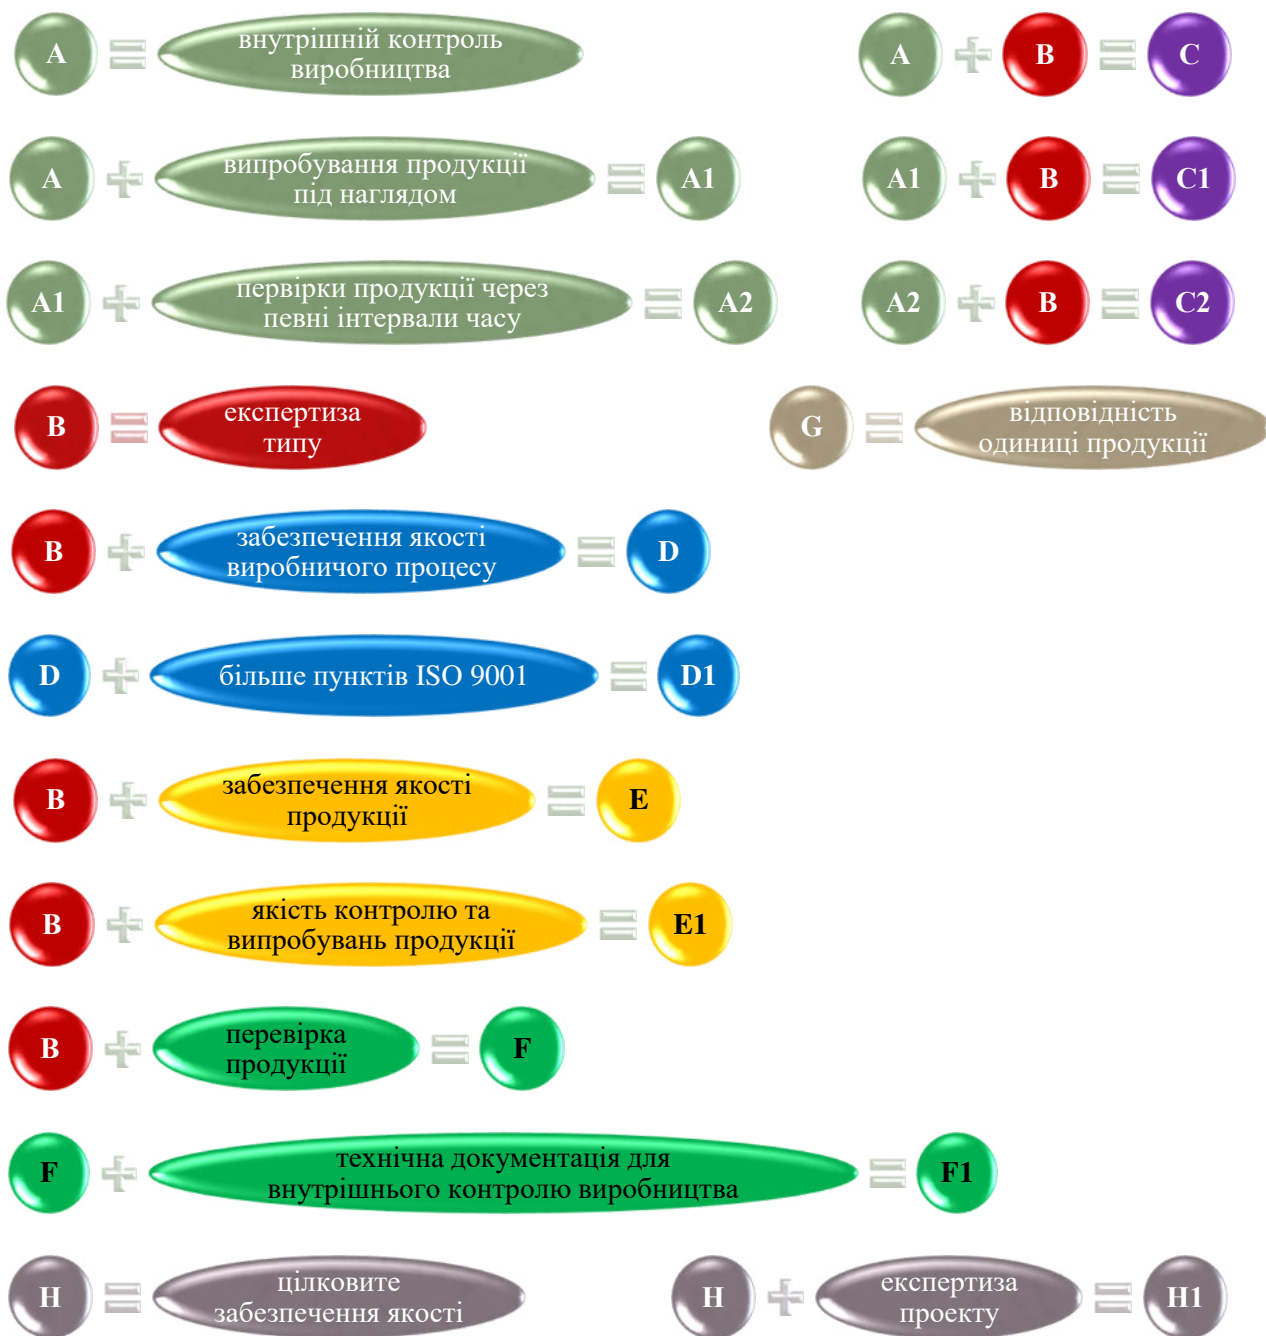 A = внутрішній контроль
виробництва
A + B = C
A + випробування продукції
під наглядом = A1
A1 + B = C1
A1 + первірки продукції через
певні інтервали часу = A2
A2 + B = C2
B = експертиза
типу
G = відповідність
одиниці продукції
B + забезпечення якості
виробничого процесу = D
D + більше пунктів ISO 9001 = D1
B + забезпечення якості
продукції = E
B + якість контролю та
випробувань продукції = E1
B + перевірка
продукції = F
F + технічна документація для
внутрішнього контролю виробництва = F1
H = цілковите
забезпечення якості
H + експертиза
проекту = H1